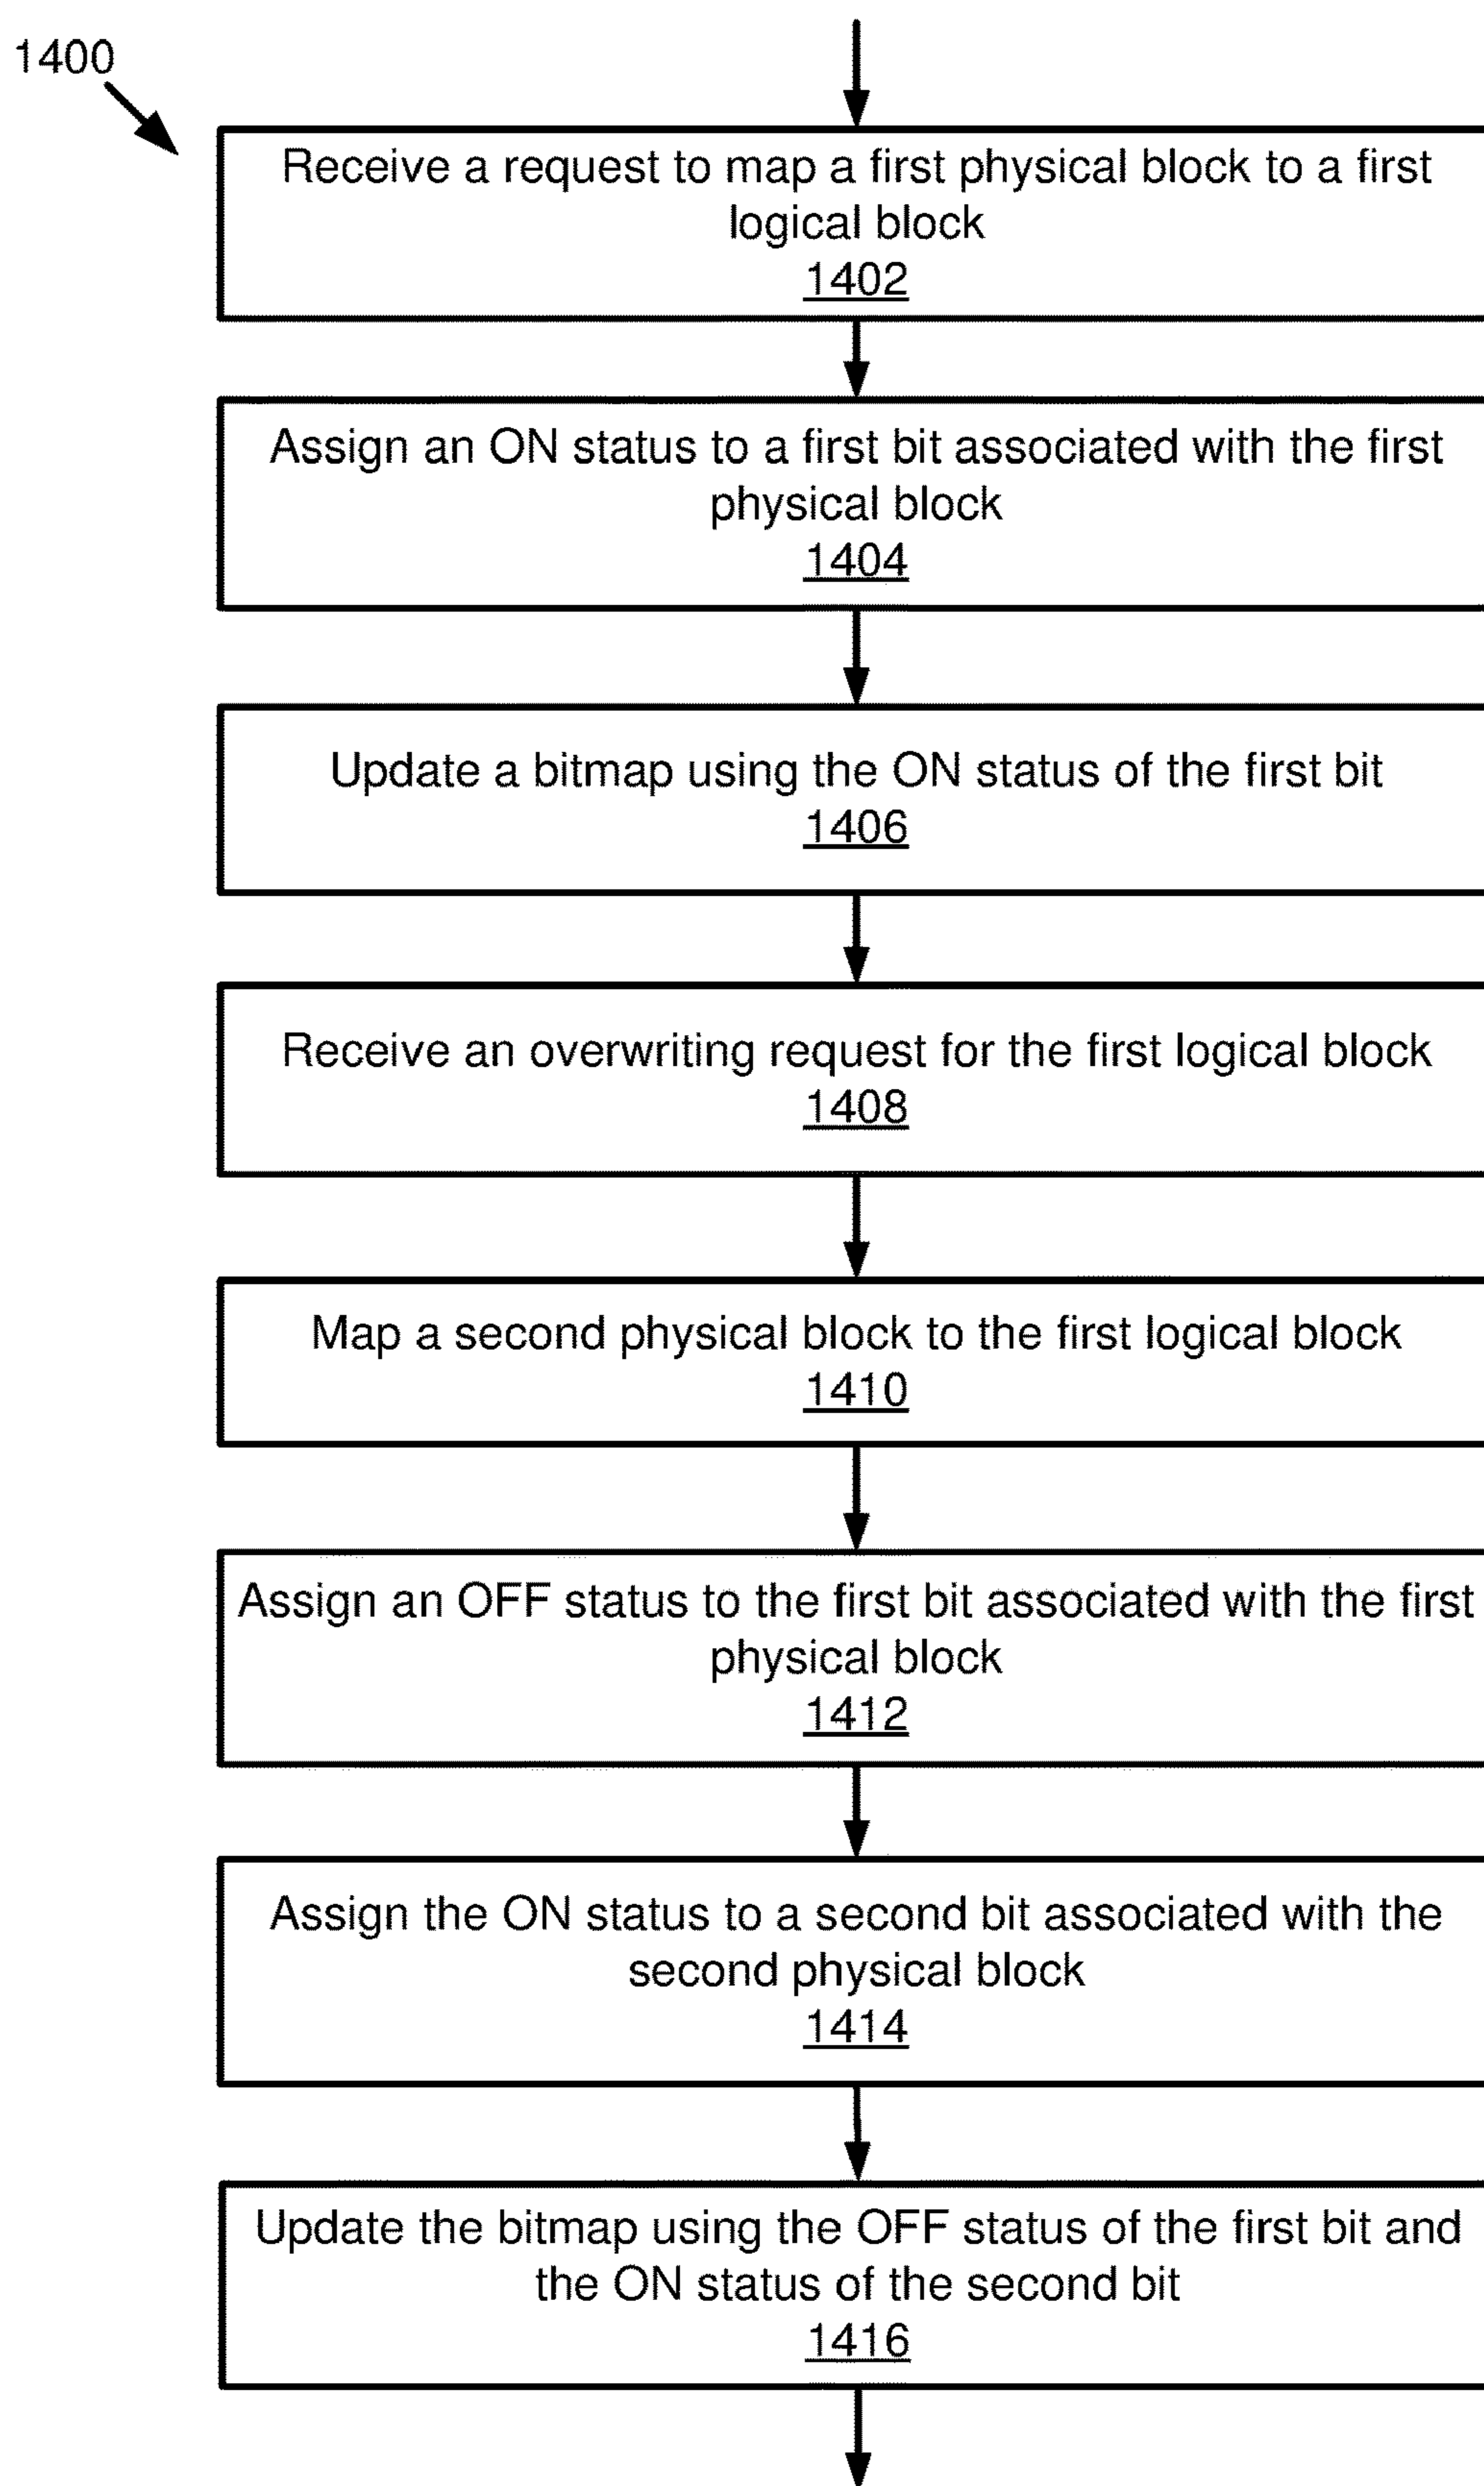 1400
Receive a request to map a first physical block to a first
logical block
1402
Assign an ON status to a first bit associated with the first
physical block
1404
Update a bitmap using the ON status of the first bit
1406
Receive an overwriting request for the first logical block
1408
Map a second physical block to the first logical block
1410
Assign an OFF status to the first bit associated with the first
physical block
1412
Assign the ON status to a second bit associated with the
second physical block
1414
Update the bitmap using the OFF status of the first bit and
the ON status of the second bit
1416